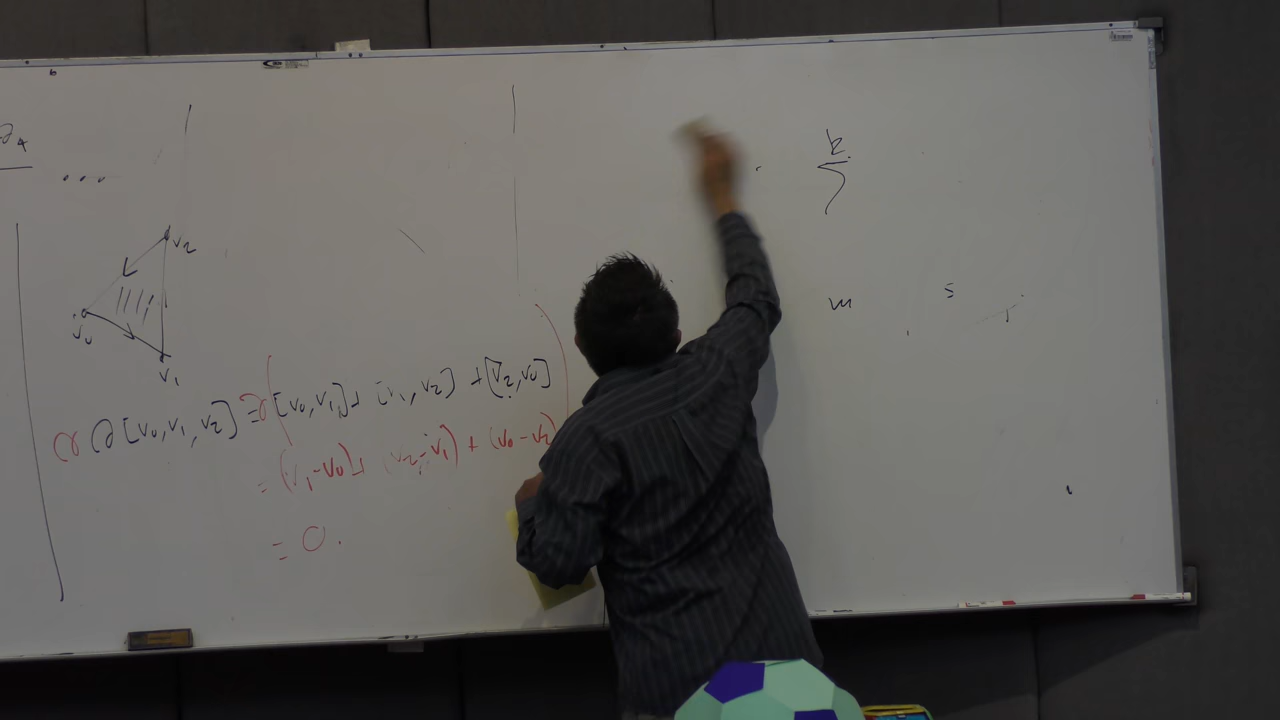 ∂₄
...
v₂
v₀
v₁
∂ ∂[v₀, v₁, v₂] = ∂([v₀, v₁] + [v₁, v₂] + [v₂, v₀])
= (v₁ - v₀) + (v₂ - v₁) + (v₀ - v₂)
= 0.
k
m s